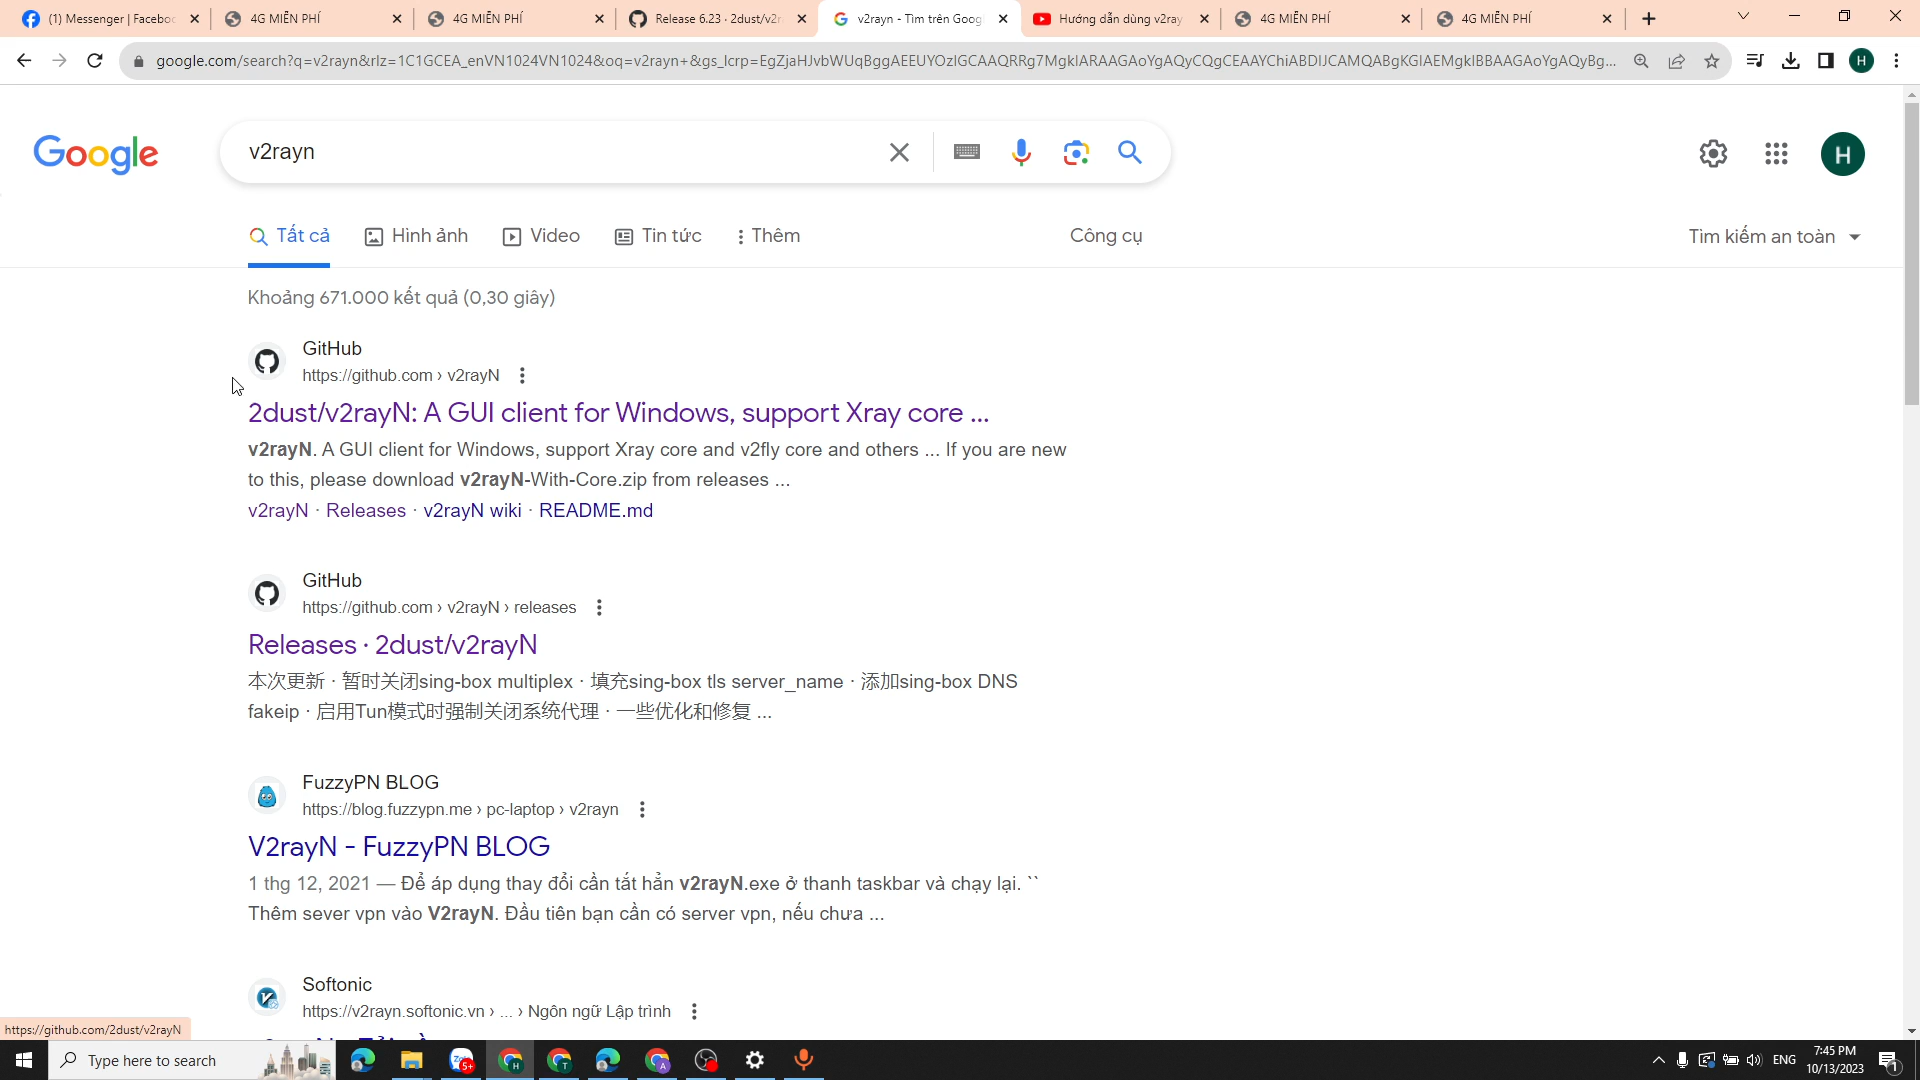 (1) Messenger | Faceboo
4G MIỄN PHÍ
4G MIỄN PHÍ
Release 6.23 · 2dust/v2r
v2rayn - Tìm trên Goog
Hướng dẫn dùng v2ray
4G MIỄN PHÍ
4G MIỄN PHÍ
google.com/search?q=v2rayn&rlz=1C1GCEA_enVN1024VN1024&oq=v2rayn+&gs_lcrp=EgZjaHJvbWUqBggAEEUYOzIGCAAQRRg7MgkIARAAGAoYgAQyCQgCEAAYChiABDIJCAMQABgKGIAEMgkIBBAAGAoYgAQyBg...
H
Google
v2rayn
H
Tất cả
Hình ảnh
Video
Tin tức
Thêm
Công cụ
Tìm kiếm an toàn
Khoảng 671.000 kết quả (0,30 giây)
GitHub
https://github.com › v2rayN
2dust/v2rayN: A GUI client for Windows, support Xray core ...
v2rayN. A GUI client for Windows, support Xray core and v2fly core and others ... If you are new
to this, please download v2rayN-With-Core.zip from releases ...
v2rayN · Releases · v2rayN wiki · README.md
GitHub
https://github.com › v2rayN › releases
Releases · 2dust/v2rayN
本次更新 · 暂时关闭sing-box multiplex · 填充sing-box tls server_name · 添加sing-box DNS
fakeip · 启用Tun模式时强制关闭系统代理 · 一些优化和修复 ...
FuzzyPN BLOG
https://blog.fuzzypn.me › pc-laptop › v2rayn
V2rayN - FuzzyPN BLOG
1 thg 12, 2021 — Để áp dụng thay đổi cần tắt hẳn v2rayN.exe ở thanh taskbar và chạy lại. ``
Thêm sever vpn vào V2rayN. Đầu tiên bạn cần có server vpn, nếu chưa ...
Softonic
https://v2rayn.softonic.vn › ... › Ngôn ngữ Lập trình
https://github.com/2dust/v2rayN
Type here to search
Zalo
5+
H
T
A
ENG
7:45 PM
10/13/2023
1